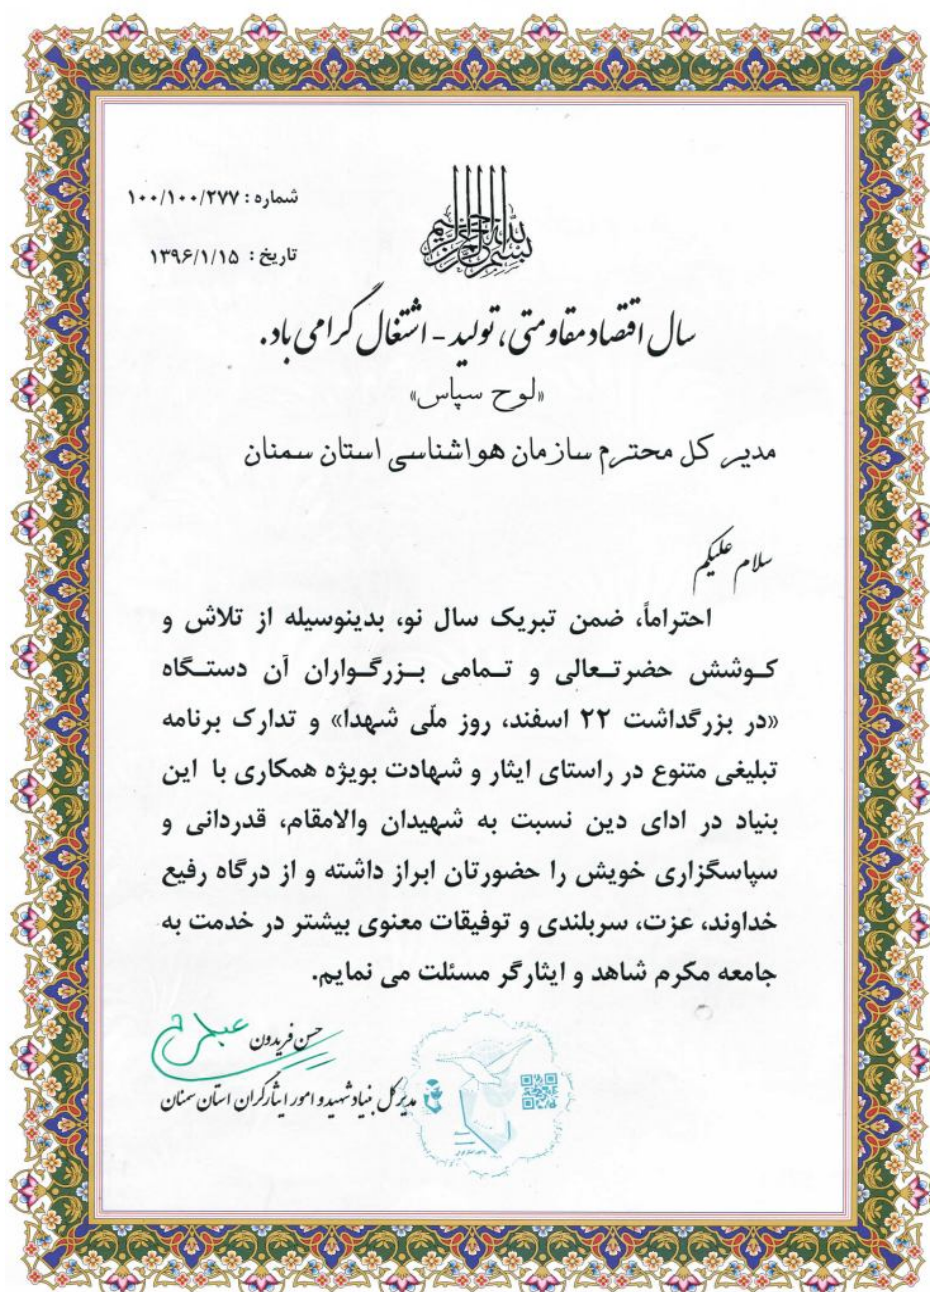 شماره : ۱۰۰/۱۰۰/۲۷۷
بسم الله الرحمن الرحیم
تاریخ : ۱۳۹۶/۱/۱۵
سال اقتصاد مقاومتی، تولید - اشتغال گرامی باد.
«لوح سپاس»
مدیر کل محترم سازمان هواشناسی استان سمنان
سلام علیکم
احتراماً، ضمن تبریک سال نو، بدینوسیله از تلاش و
کوشش حضرتعالی و تمامی بزرگواران آن دستگاه
«در بزرگداشت ۲۲ اسفند، روز ملّی شهدا» و تدارک برنامه
تبلیغی متنوع در راستای ایثار و شهادت بویژه همکاری با این
بنیاد در ادای دین نسبت به شهیدان والامقام، قدردانی و
سپاسگزاری خویش را حضورتان ابراز داشته و از درگاه رفیع
خداوند، عزت، سربلندی و توفیقات معنوی بیشتر در خدمت به
جامعه مکرم شاهد و ایثارگر مسئلت می نمایم.
حسن فریدون
مدیرکل بنیاد شهید و امور ایثارگران استان سمنان